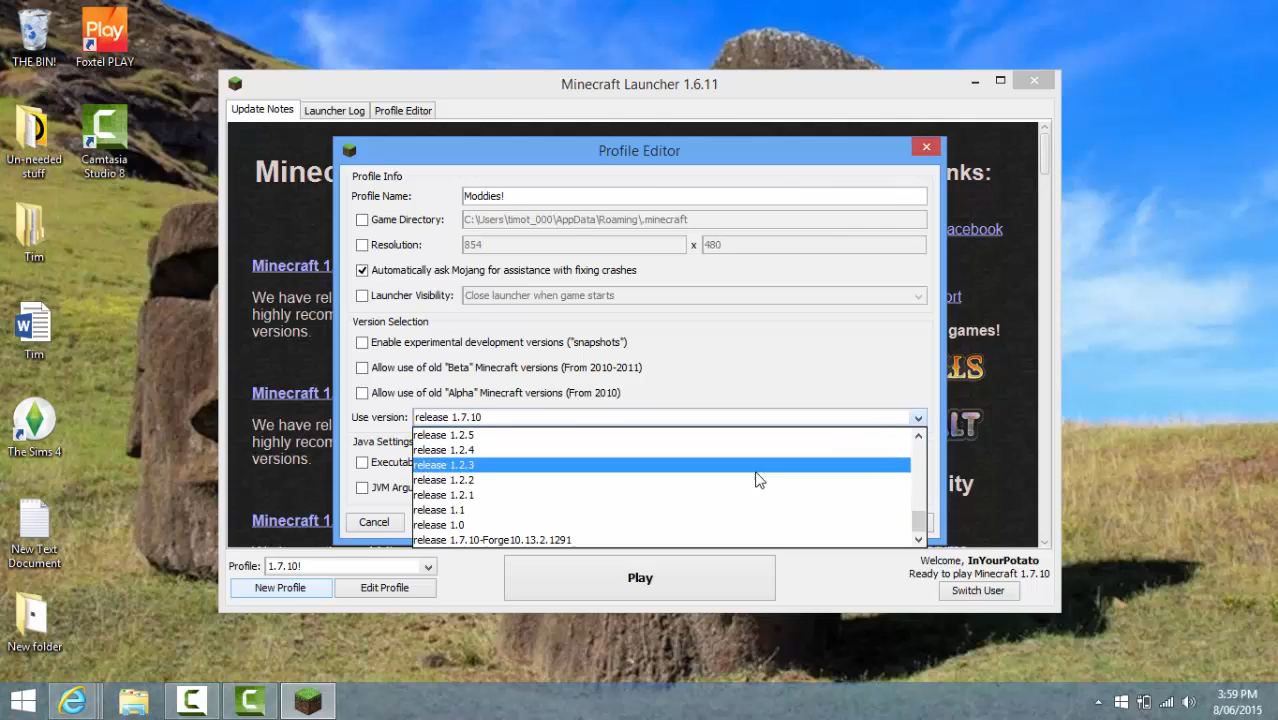 THE BIN!
Foxtel PLAY
Play
Un-needed
stuff
Camtasia
Studio 8
Tim
Tim
The Sims 4
New Text
Document
New folder
Minecraft Launcher 1.6.11
Update Notes
Launcher Log
Profile Editor
Minec
nks:
Minecraft 1
We have rel
highly recom
versions.
Minecraft 1
We have rel
highly recom
versions.
Minecraft 1
acebook
ort
games!
LS
LT
ity
Profile Editor
Profile Info
Profile Name:
Moddies!
Game Directory:
C:\Users\timot_000\AppData\Roaming\.minecraft
Resolution:
854
x
480
Automatically ask Mojang for assistance with fixing crashes
Launcher Visibility:
Close launcher when game starts
Version Selection
Enable experimental development versions ("snapshots")
Allow use of old "Beta" Minecraft versions (From 2010-2011)
Allow use of old "Alpha" Minecraft versions (From 2010)
Use version:
release 1.7.10
release 1.2.5
release 1.2.4
release 1.2.3
release 1.2.2
release 1.2.1
release 1.1
release 1.0
release 1.7.10-Forge10.13.2.1291
Java Settings
Executab
JVM Argu
Cancel
Profile:
1.7.10!
New Profile
Edit Profile
Play
Welcome, InYourPotato
Ready to play Minecraft 1.7.10
Switch User
3:59 PM
8/06/2015